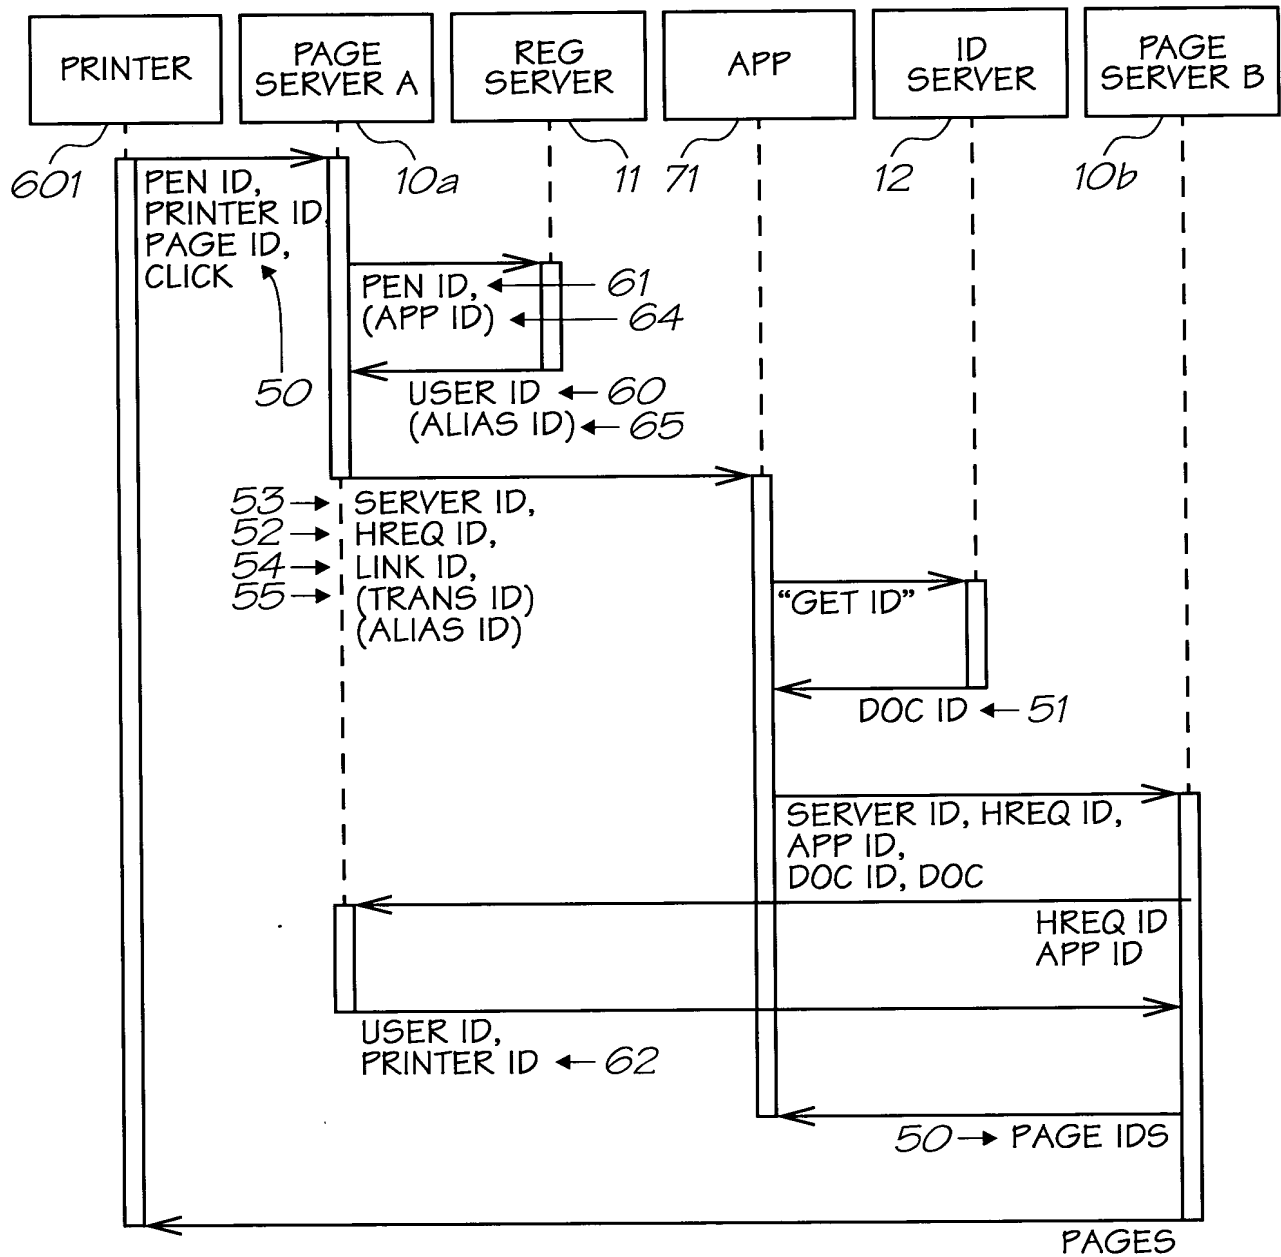 PRINTER
PAGE
SERVER A
REG
SERVER
APP
ID
SERVER
PAGE
SERVER B
601
10a
11
71
12
10b
PEN ID,
PRINTER ID,
PAGE ID,
CLICK
50
PEN ID,
61
(APP ID)
64
USER ID
60
(ALIAS ID)
65
53
SERVER ID,
52
HREQ ID,
54
LINK ID,
55
(TRANS ID)
(ALIAS ID)
“GET ID”
DOC ID
51
SERVER ID, HREQ ID,
APP ID,
DOC ID, DOC
HREQ ID
APP ID
USER ID,
PRINTER ID
62
50
PAGE IDS
PAGES